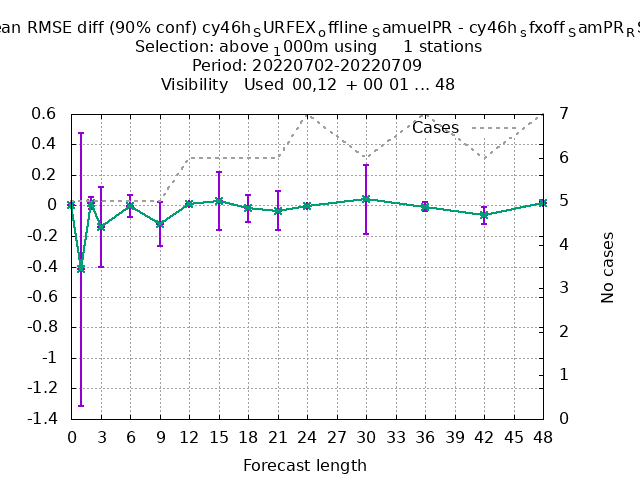 ean RMSE diff (90% conf) cy46h_SURFEX_offline_SamuelPR - cy46h_sfxoff_SamPR_RS
Selection: above_1000m using 1 stations
Period: 20220702-20220709
Visibility Used 00,12 + 00 01 ... 48
Cases
0.6
0.4
0.2
0
-0.2
-0.4
-0.6
-0.8
-1
-1.2
-1.4
7
6
5
4
3
2
1
0
No cases
0 3 6 9 12 15 18 21 24 27 30 33 36 39 42 45 48
Forecast length